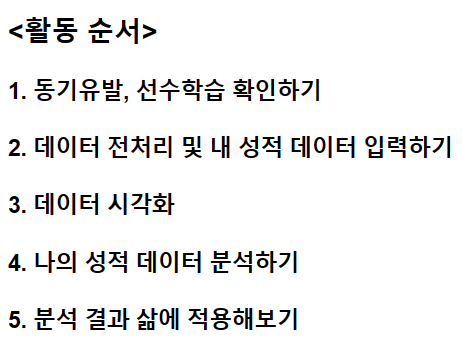 <활동 순서>
1. 동기유발, 선수학습 확인하기
2. 데이터 전처리 및 내 성적 데이터 입력하기
3. 데이터 시각화
4. 나의 성적 데이터 분석하기
5. 분석 결과 삶에 적용해보기